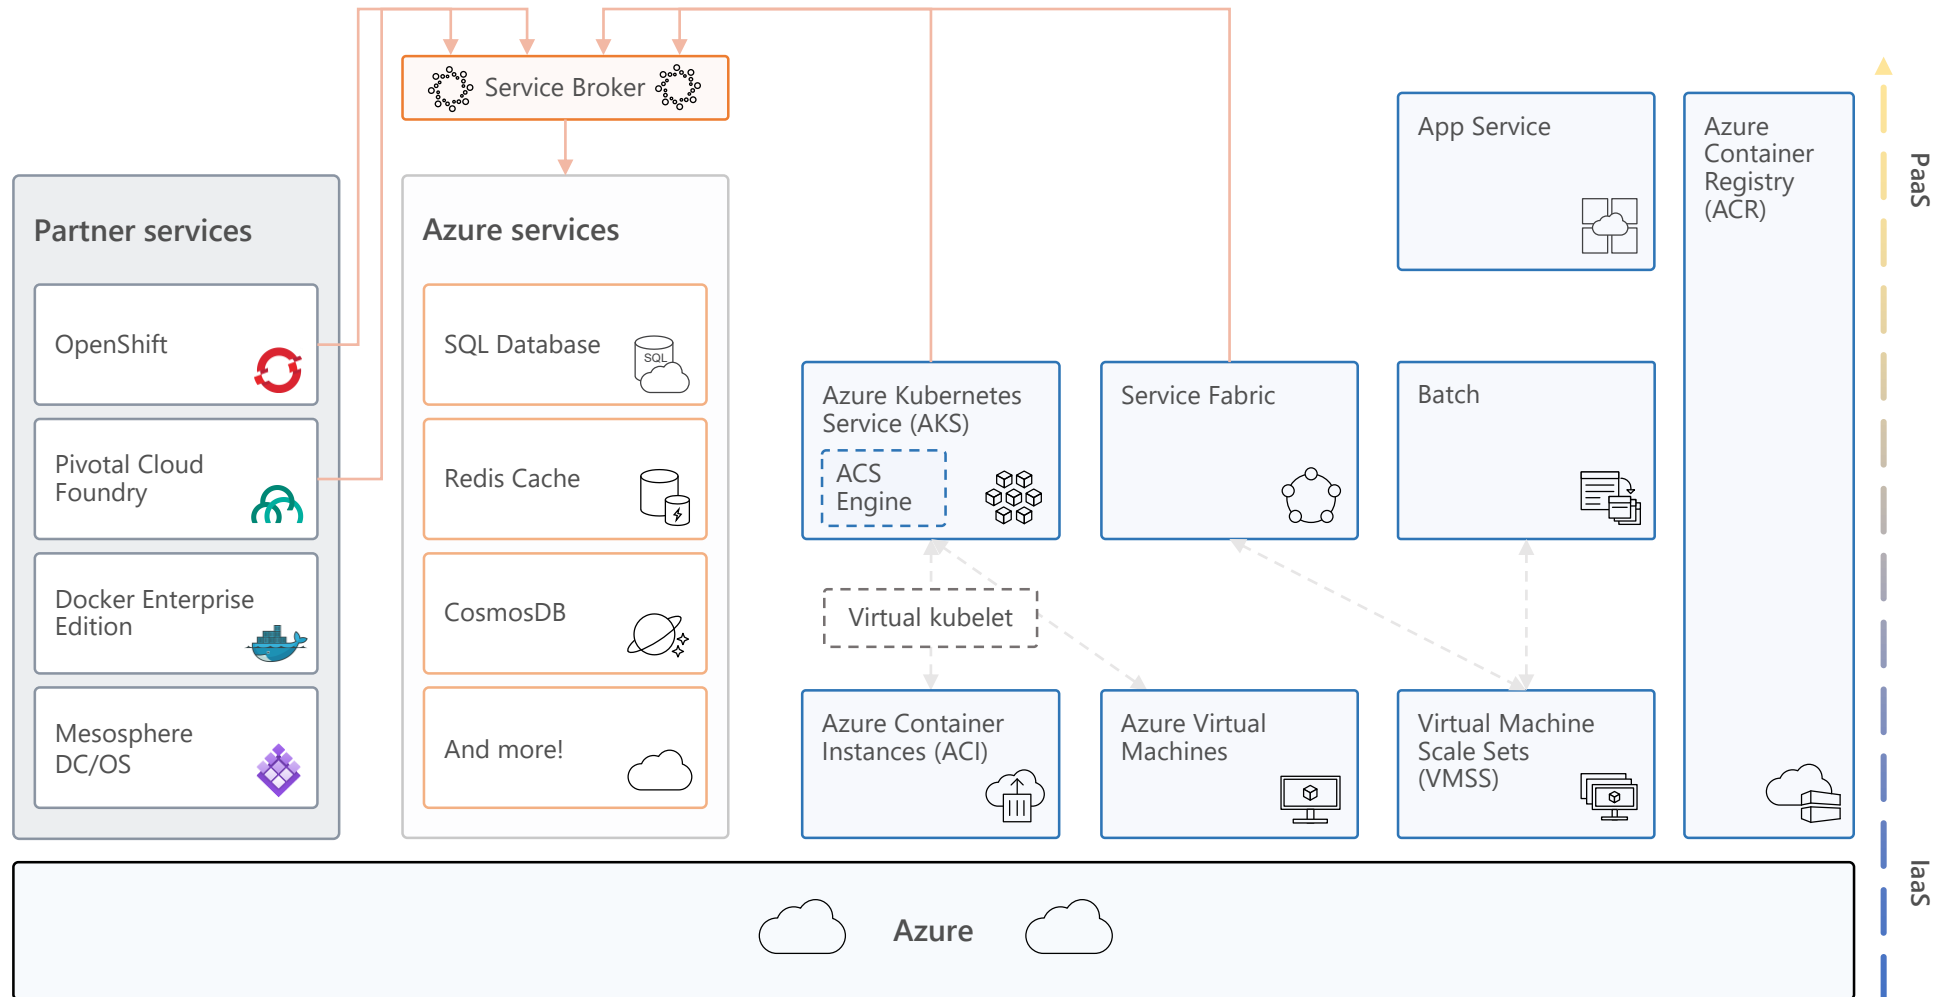 Service Broker
Partner services
OpenShift
Pivotal Cloud
Foundry
Docker Enterprise
Edition
Mesosphere
DC/OS
Azure services
SQL Database
SQL
Redis Cache
CosmosDB
And more!
Azure Kubernetes
Service (AKS)
ACS
Engine
Service Fabric
App Service
Batch
Virtual kubelet
Azure Container
Instances (ACI)
Azure Virtual
Machines
Virtual Machine
Scale Sets
(VMSS)
Azure
Container
Registry
(ACR)
PaaS
IaaS
Azure